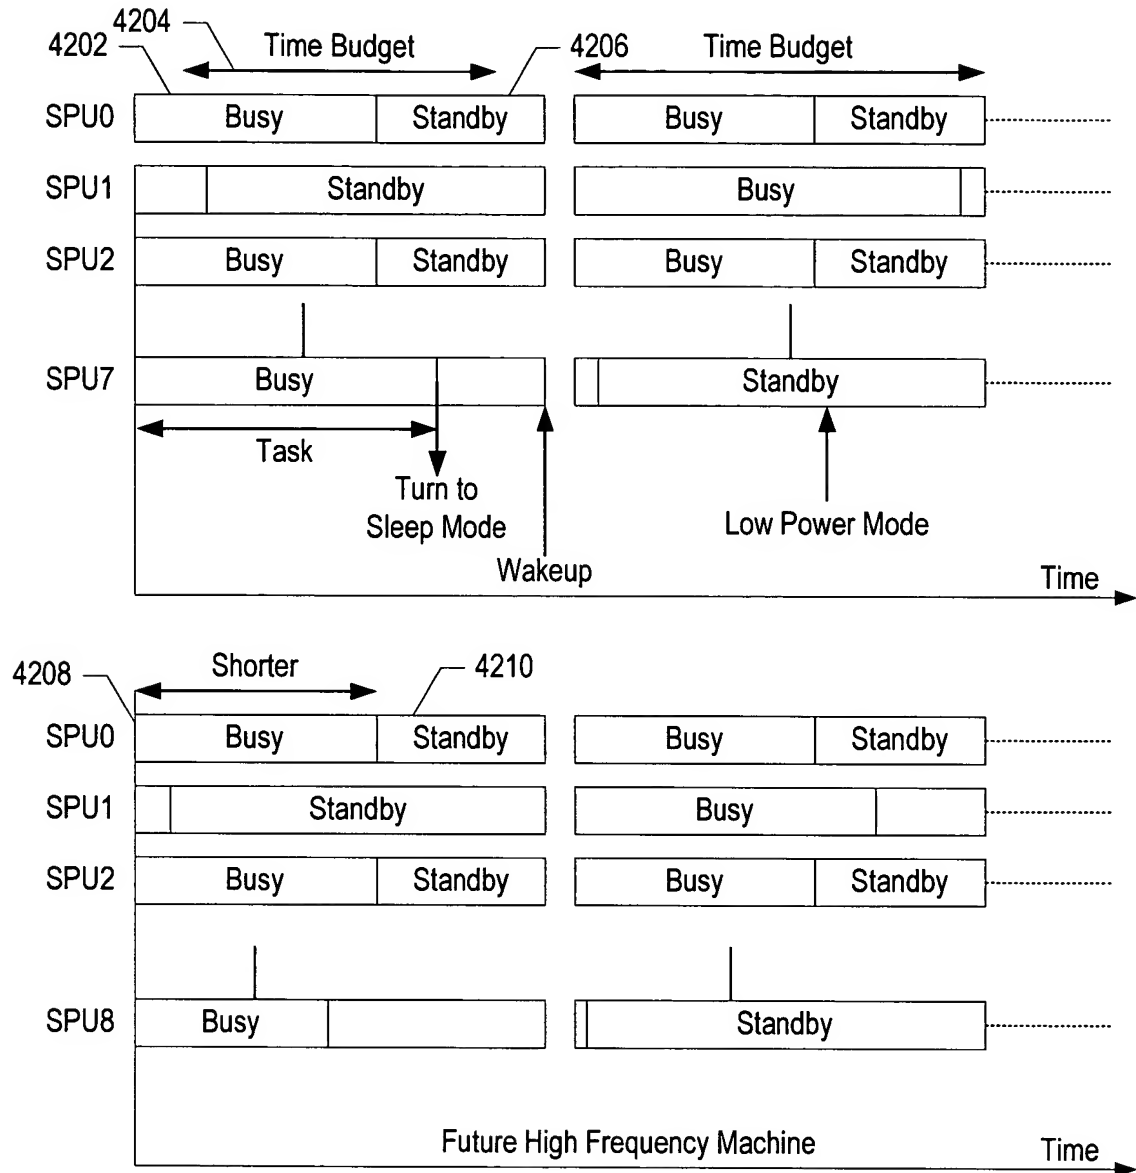 4204
4202 Time Budget 4206 Time Budget
SPU0 Busy Standby Busy Standby
SPU1 Standby Busy
SPU2 Busy Standby Busy Standby
SPU7 Busy Standby
Task
Turn to
Sleep Mode
Low Power Mode
Wakeup
Time
4208 Shorter 4210
SPU0 Busy Standby Busy Standby
SPU1 Standby Busy
SPU2 Busy Standby Busy Standby
SPU8 Busy Standby
Future High Frequency Machine Time